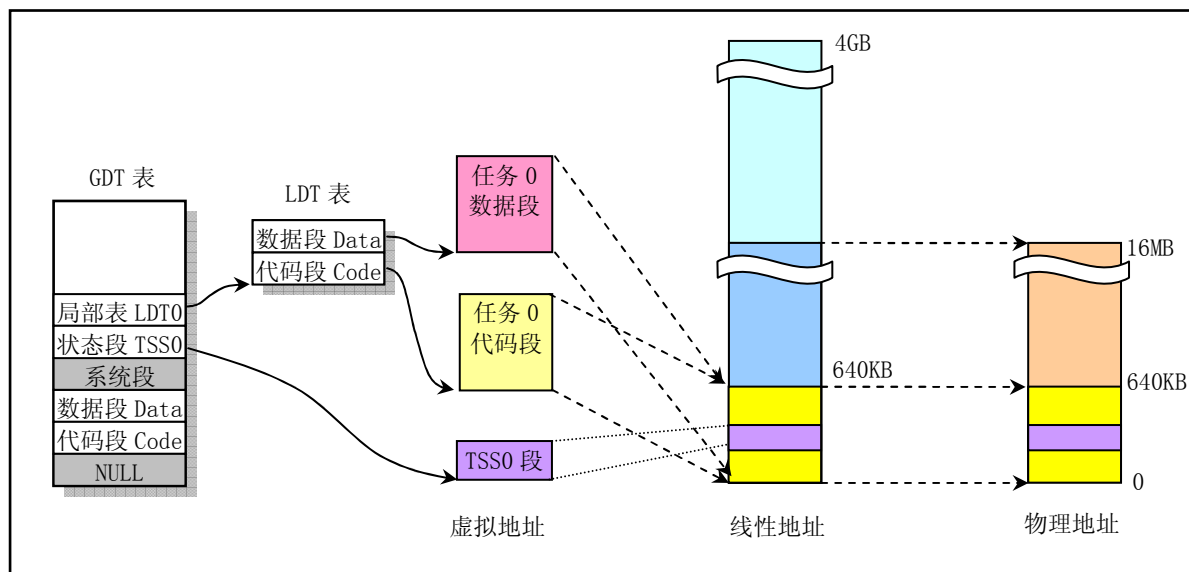 4GB
GDT 表
LDT 表
任务 0
数据段
数据段 Data
代码段 Code
16MB
局部表 LDT0
状态段 TSS0
系统段
数据段 Data
代码段 Code
NULL
任务 0
代码段
640KB
640KB
TSS0 段
0
虚拟地址
线性地址
物理地址